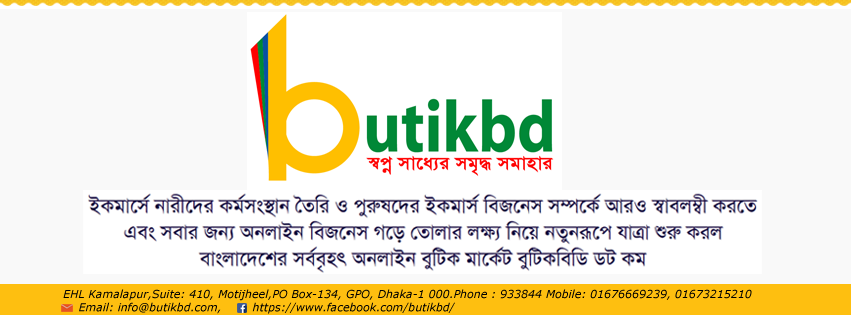 butikbd
স্বপ্ন সাধ্যের সমৃদ্ধ সমাহার
ইকমার্সে নারীদের কর্মসংস্থান তৈরি ও পুরুষদের ইকমার্স বিজনেস সম্পর্কে আরও স্বাবলম্বী করতে
এবং সবার জন্য অনলাইন বিজনেস গড়ে তোলার লক্ষ্য নিয়ে নতুনরূপে যাত্রা শুরু করল
বাংলাদেশের সর্ববৃহৎ অনলাইন বুটিক মার্কেট বুটিকবিডি ডট কম
EHL Kamalapur,Suite: 410, Motijheel,PO Box-134, GPO, Dhaka-1 000.Phone : 933844 Mobile: 01676669239, 01673215210
Email: info@butikbd.com, https://www.facebook.com/butikbd/